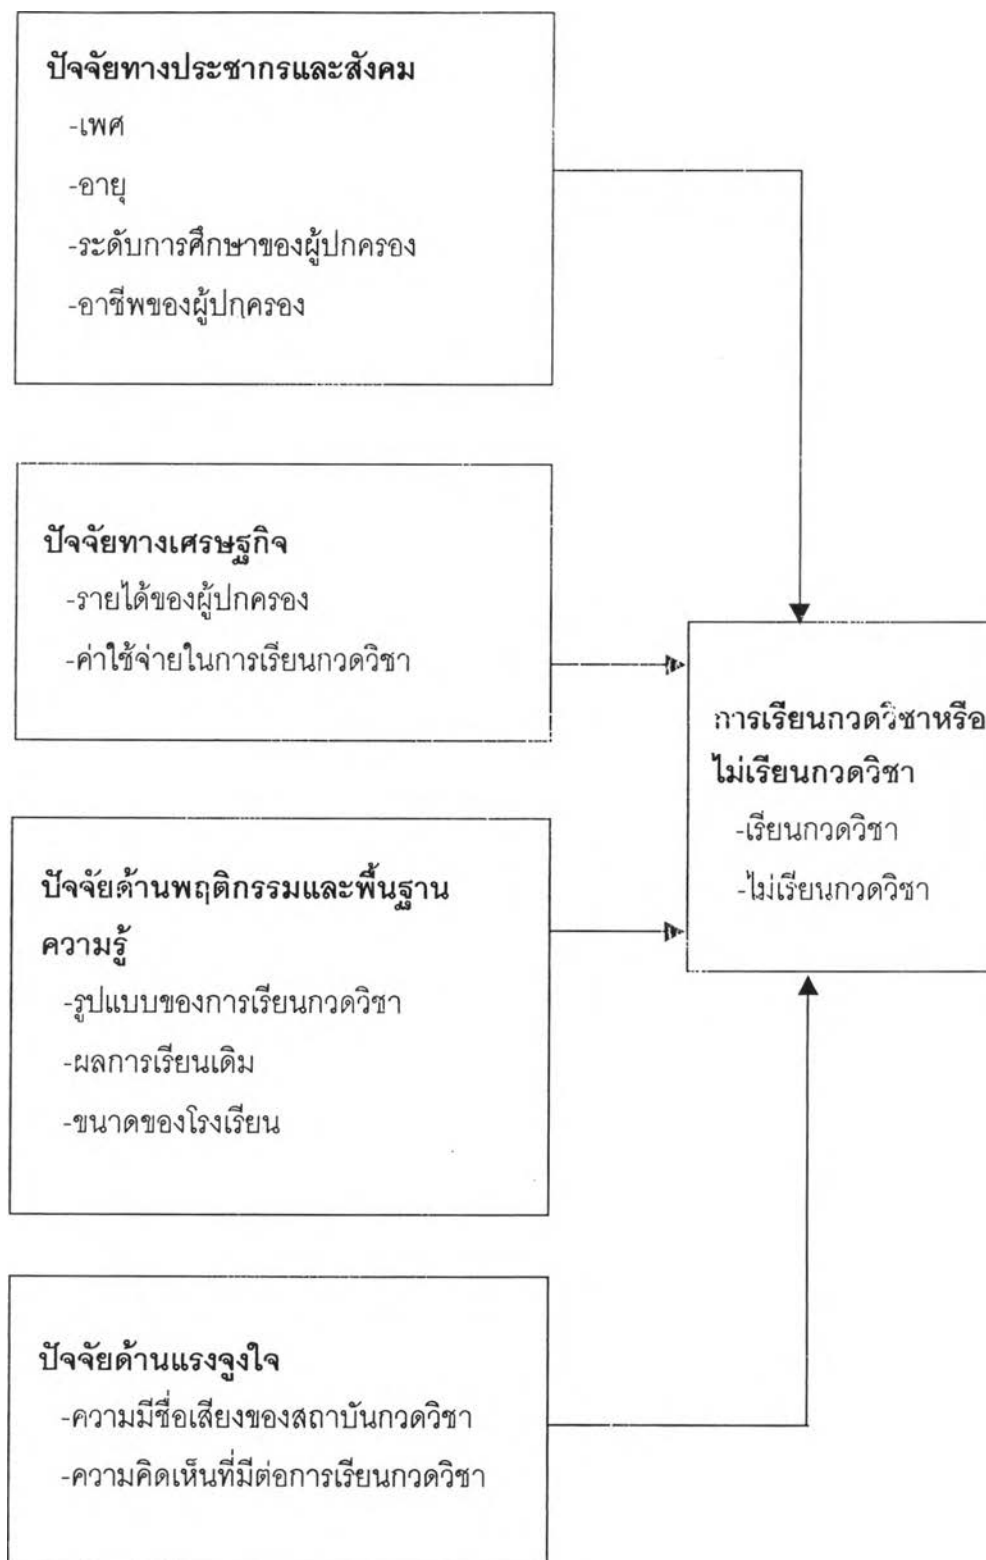 ปัจจัยทางประชากรและสังคม
-เพศ
-อายุ
-ระดับการศึกษาของผู้ปกครอง
-อาชีพของผู้ปกครอง
ปัจจัยทางเศรษฐกิจ
-รายได้ของผู้ปกครอง
-ค่าใช้จ่ายในการเรียนกวดวิชา
ปัจจัยด้านพฤติกรรมและพื้นฐาน
ความรู้
-รูปแบบของการเรียนกวดวิชา
-ผลการเรียนเดิม
-ขนาดของโรงเรียน
ปัจจัยด้านแรงจูงใจ
-ความมีชื่อเสียงของสถาบันกวดวิชา
-ความคิดเห็นที่มีต่อการเรียนกวดวิชา
การเรียนกวดวิชาหรือ
ไม่เรียนกวดวิชา
-เรียนกวดวิชา
-ไม่เรียนกวดวิชา